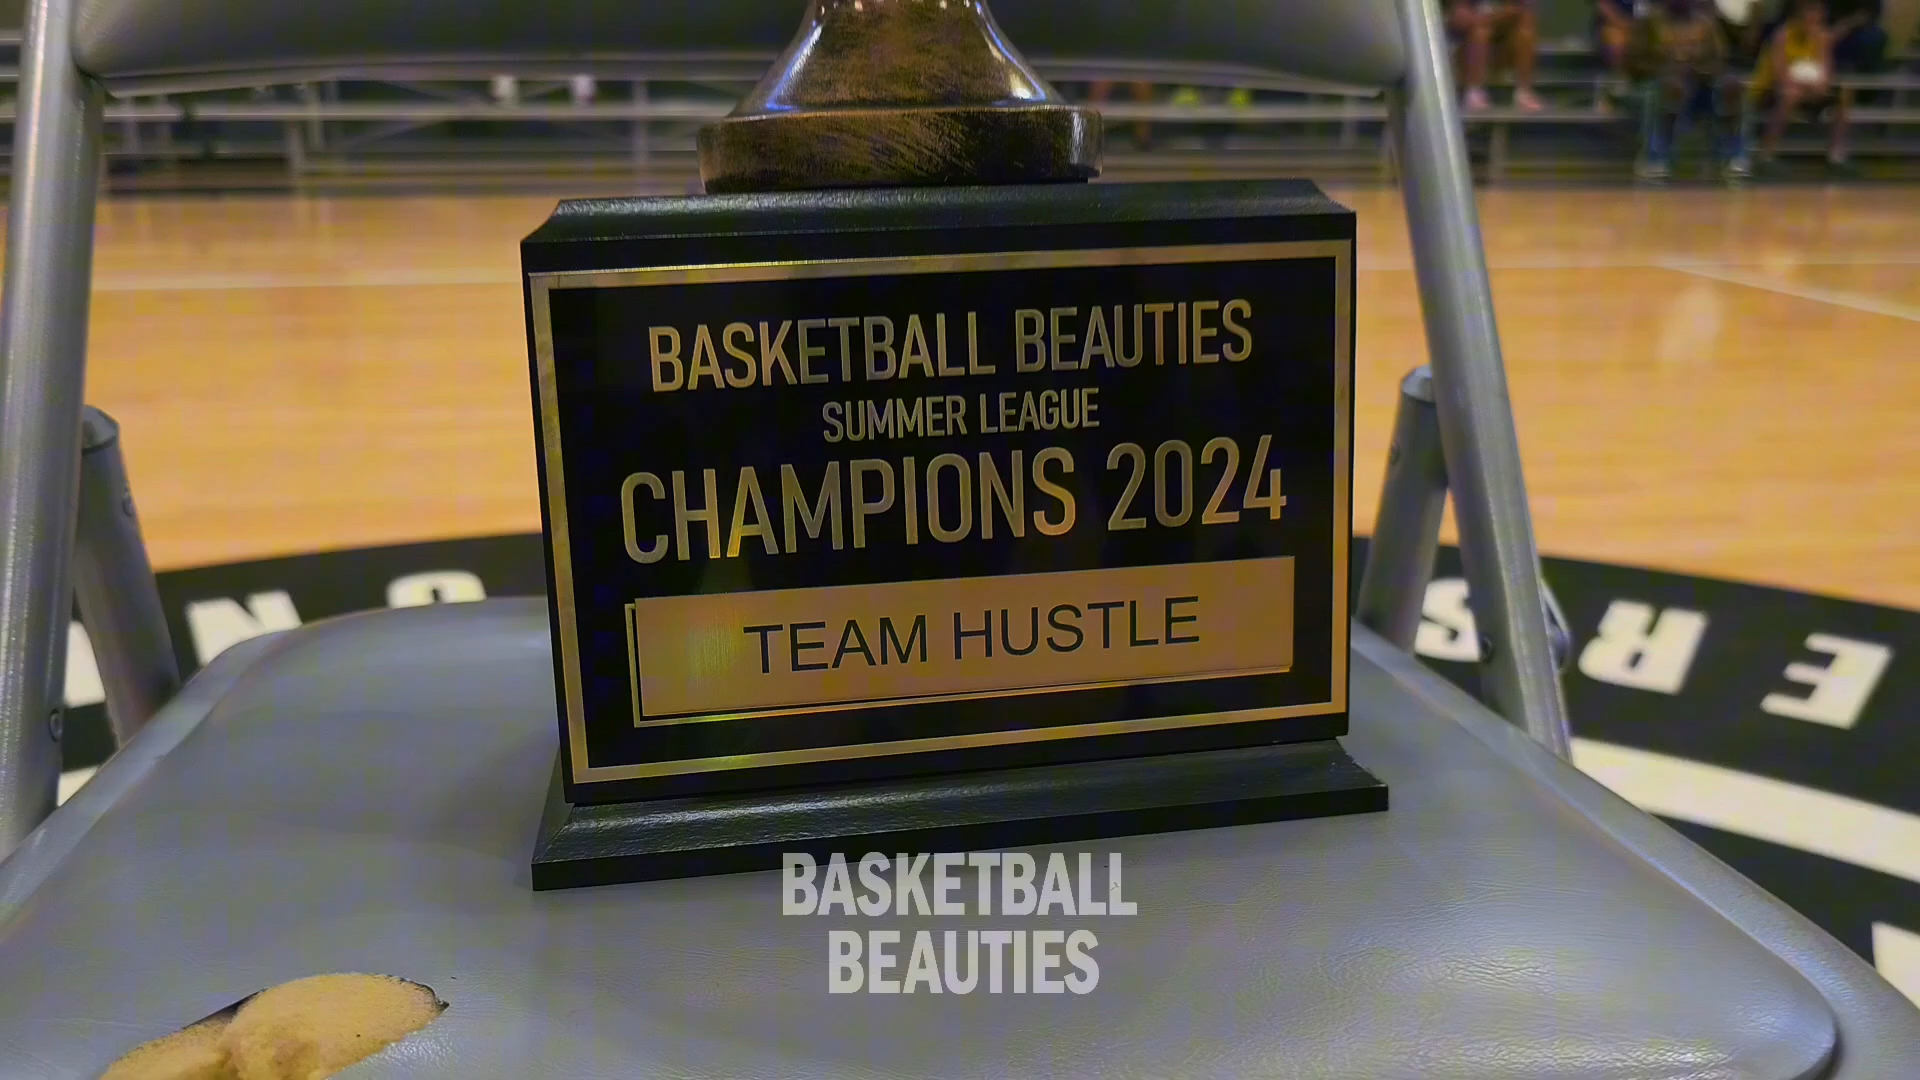 BASKETBALL BEAUTIES
SUMMER LEAGUE
CHAMPIONS 2024
TEAM HUSTLE
BASKETBALL
BEAUTIES